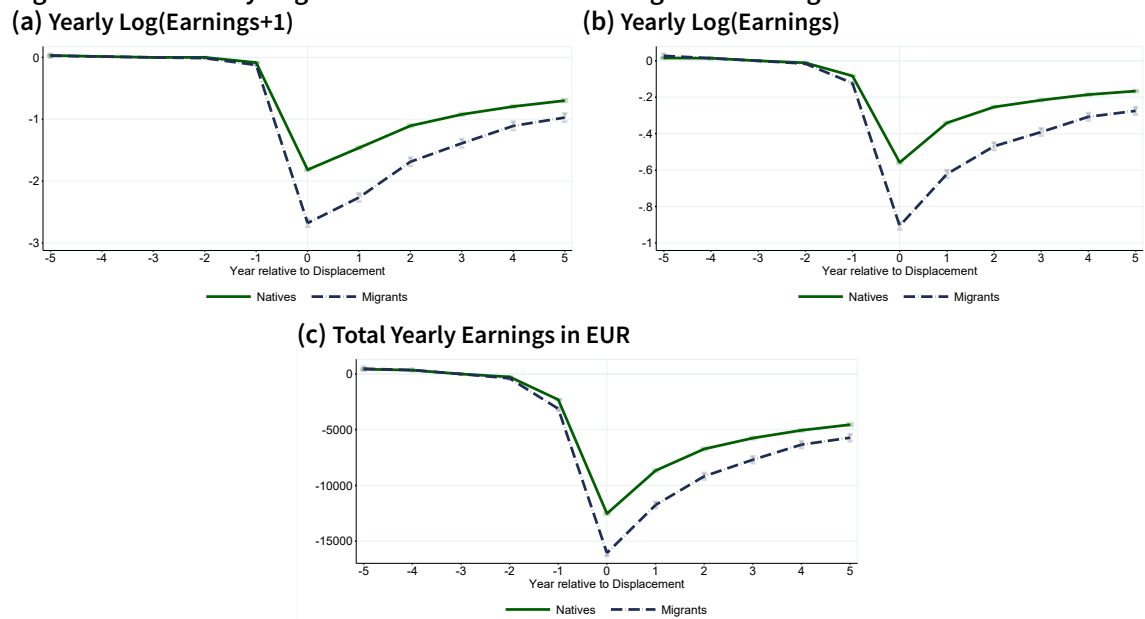 (a) Yearly Log(Earnings+1)
0
-1
-2
-3
-5 -4 -3 -2 -1 0 1 2 3 4 5
Year relative to Displacement
Natives Migrants
(b) Yearly Log(Earnings)
0
-.2
-.4
-.6
-.8
-1
-5 -4 -3 -2 -1 0 1 2 3 4 5
Year relative to Displacement
Natives Migrants
(c) Total Yearly Earnings in EUR
0
-5000
-10000
-15000
-5 -4 -3 -2 -1 0 1 2 3 4 5
Year relative to Displacement
Natives Migrants